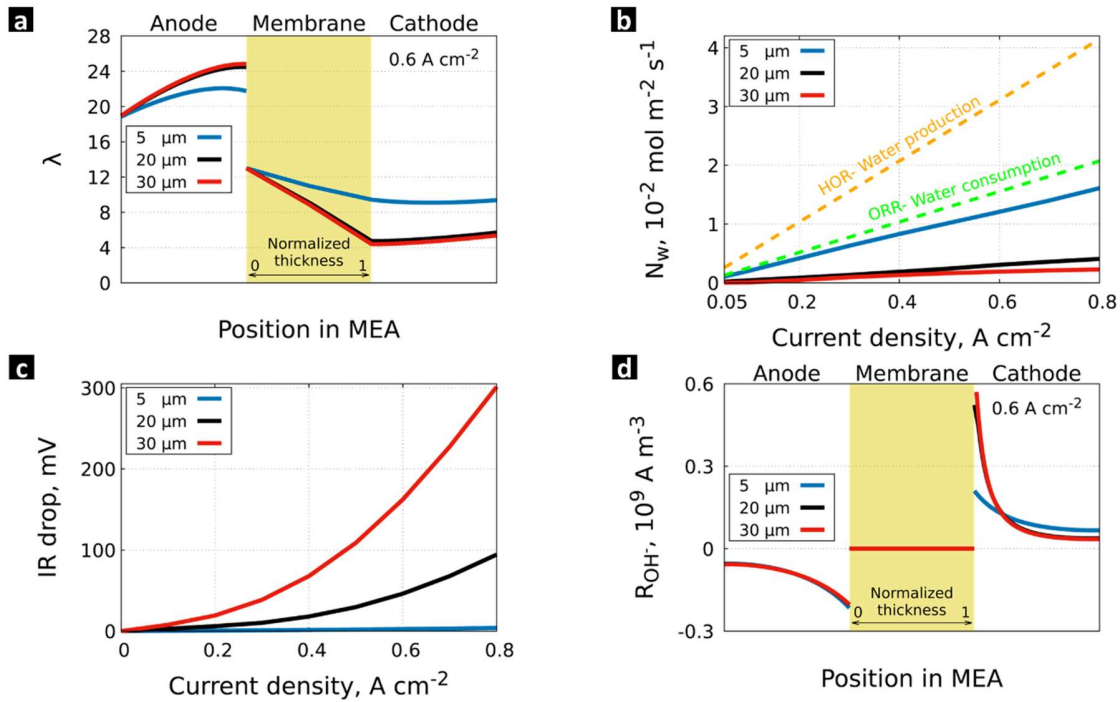 a
Anode Membrane Cathode
0.6 A cm-2
28
24
20
16
12
8
4
0
λ
5 μm
20 μm
30 μm
Normalized
thickness
0 1
Position in MEA
b
5 μm
20 μm
30 μm
HOR- Water production
ORR- Water consumption
4
3
2
1
0
Nw, 10-2 mol m-2 s-1
0.05 0.2 0.4 0.6 0.8
Current density, A cm-2
c
300
200
100
0
IR drop, mV
5 μm
20 μm
30 μm
0 0.2 0.4 0.6 0.8
Current density, A cm-2
d
Anode Membrane Cathode
0.6 A cm-2
0.6
0.3
0
-0.3
ROH-, 109 A m-3
5 μm
20 μm
30 μm
Normalized
thickness
0 1
Position in MEA